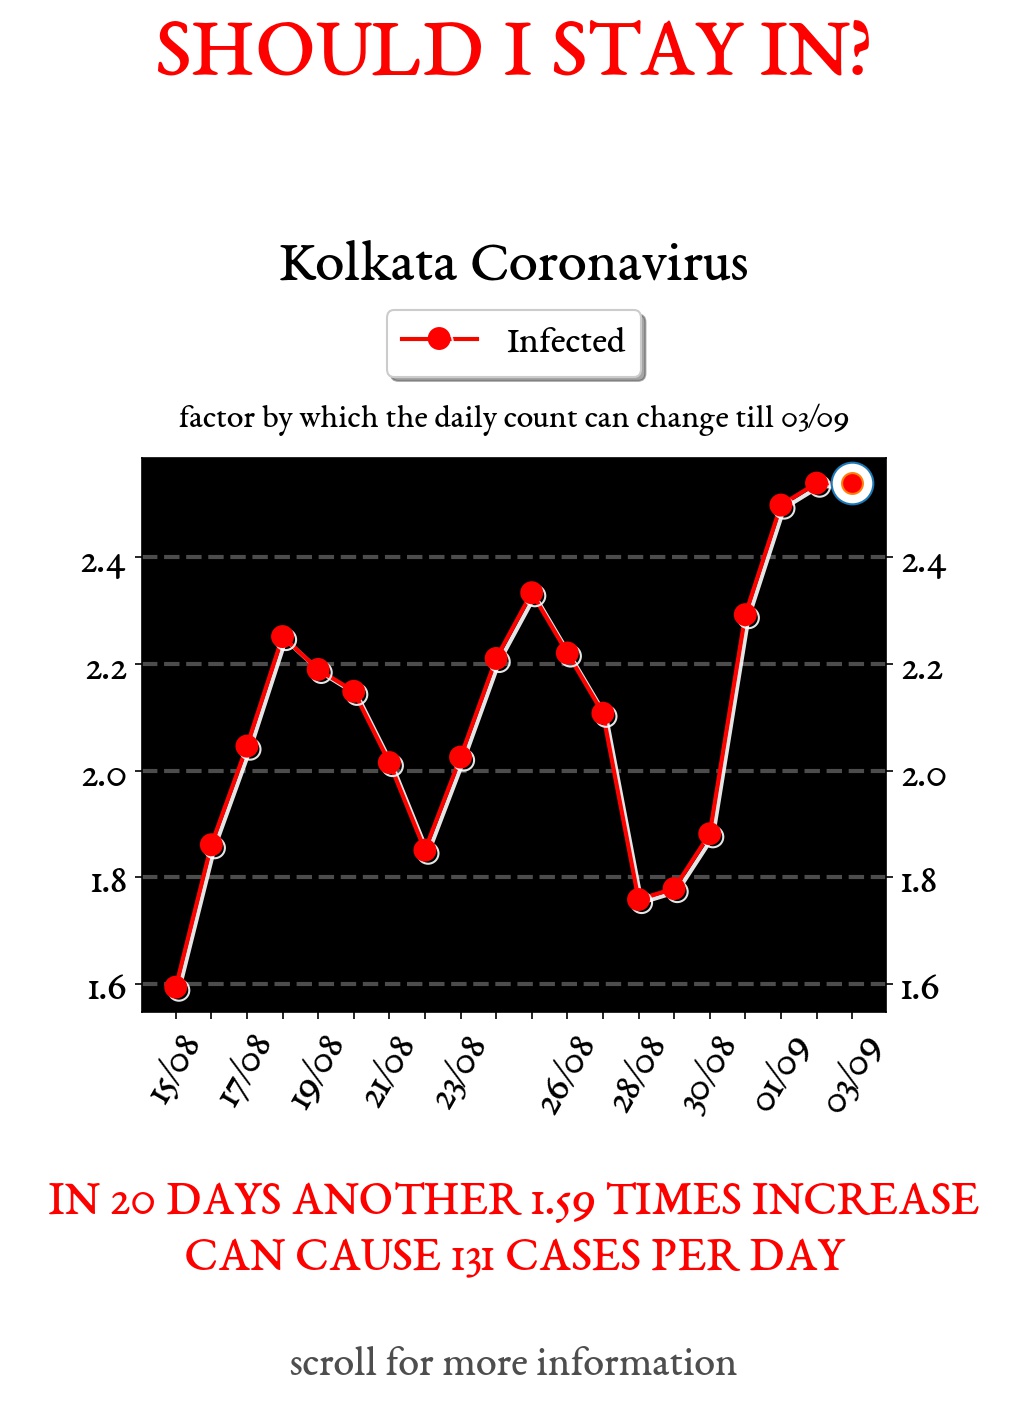 SHOULD I STAY IN?
Kolkata Coronavirus
Infected
factor by which the daily count can change till 03/09
2.4 2.4
2.2 2.2
2.0 2.0
1.8 1.8
1.6 1.6
15/08 17/08 19/08 21/08 23/08 26/08 28/08 30/08 01/09 03/09
IN 20 DAYS ANOTHER 1.59 TIMES INCREASE
CAN CAUSE 131 CASES PER DAY
scroll for more information